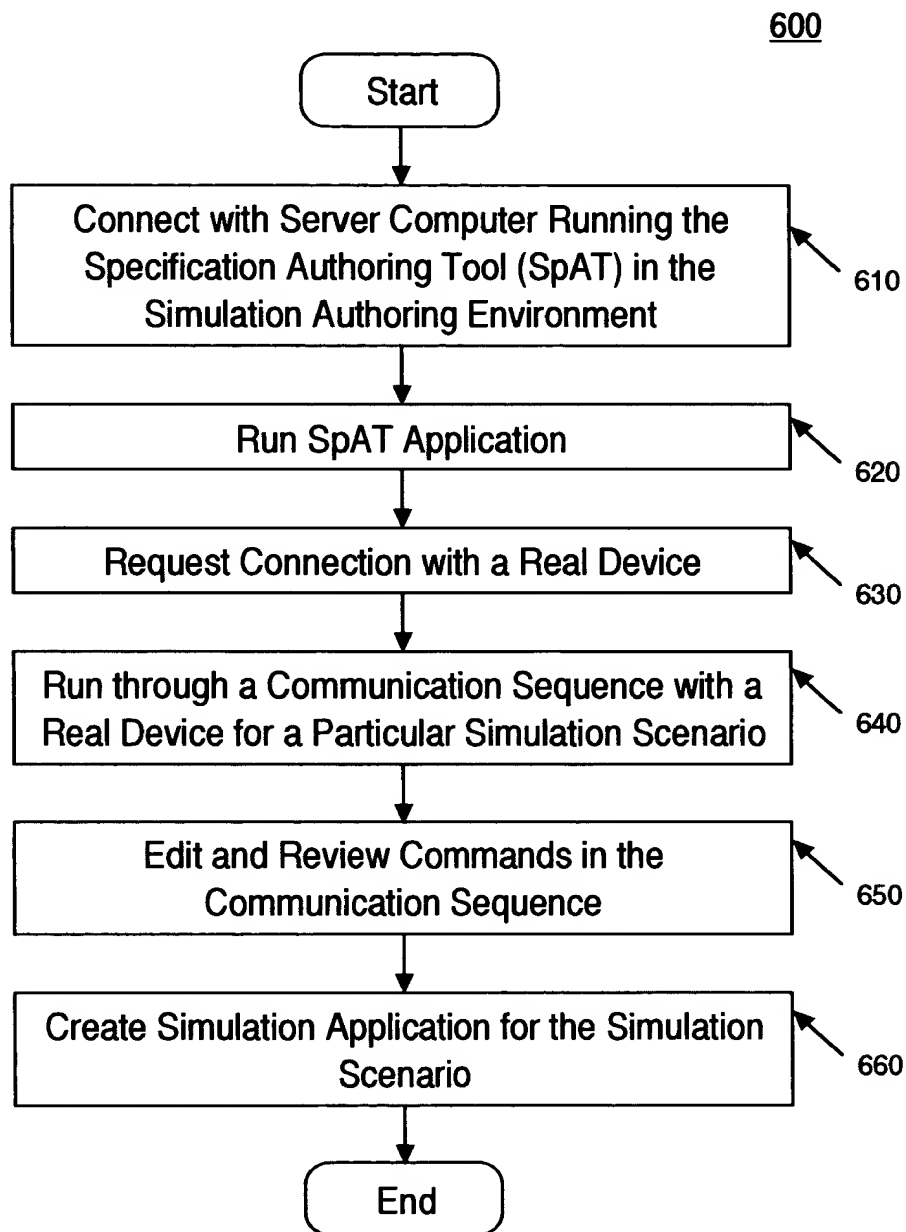 600
Start
Connect with Server Computer Running the
Specification Authoring Tool (SpAT) in the
Simulation Authoring Environment
610
Run SpAT Application
620
Request Connection with a Real Device
630
Run through a Communication Sequence with a
Real Device for a Particular Simulation Scenario
640
Edit and Review Commands in the
Communication Sequence
650
Create Simulation Application for the Simulation
Scenario
660
End